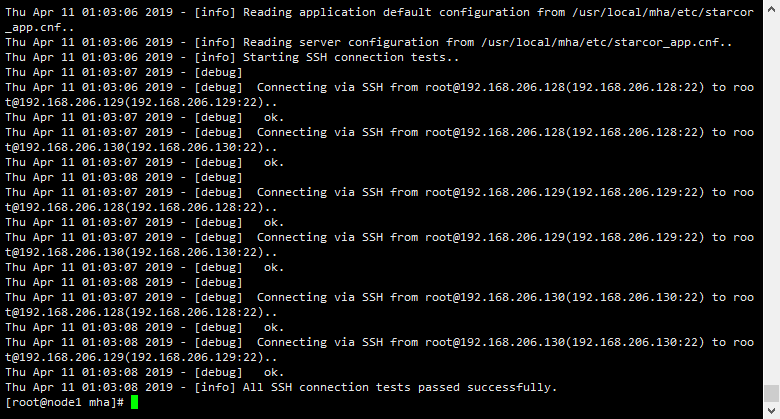 Thu Apr 11 01:03:06 2019 - [info] Reading application default configuration from /usr/local/mha/etc/starcor
_app.cnf..
Thu Apr 11 01:03:06 2019 - [info] Reading server configuration from /usr/local/mha/etc/starcor_app.cnf..
Thu Apr 11 01:03:06 2019 - [info] Starting SSH connection tests..
Thu Apr 11 01:03:07 2019 - [debug]
Thu Apr 11 01:03:06 2019 - [debug]  Connecting via SSH from root@192.168.206.128(192.168.206.128:22) to roo
t@192.168.206.129(192.168.206.129:22)..
Thu Apr 11 01:03:07 2019 - [debug]   ok.
Thu Apr 11 01:03:07 2019 - [debug]  Connecting via SSH from root@192.168.206.128(192.168.206.128:22) to roo
t@192.168.206.130(192.168.206.130:22)..
Thu Apr 11 01:03:07 2019 - [debug]   ok.
Thu Apr 11 01:03:08 2019 - [debug]
Thu Apr 11 01:03:07 2019 - [debug]  Connecting via SSH from root@192.168.206.129(192.168.206.129:22) to roo
t@192.168.206.128(192.168.206.128:22)..
Thu Apr 11 01:03:07 2019 - [debug]   ok.
Thu Apr 11 01:03:07 2019 - [debug]  Connecting via SSH from root@192.168.206.129(192.168.206.129:22) to roo
t@192.168.206.130(192.168.206.130:22)..
Thu Apr 11 01:03:07 2019 - [debug]   ok.
Thu Apr 11 01:03:08 2019 - [debug]
Thu Apr 11 01:03:07 2019 - [debug]  Connecting via SSH from root@192.168.206.130(192.168.206.130:22) to roo
t@192.168.206.128(192.168.206.128:22)..
Thu Apr 11 01:03:08 2019 - [debug]   ok.
Thu Apr 11 01:03:08 2019 - [debug]  Connecting via SSH from root@192.168.206.130(192.168.206.130:22) to roo
t@192.168.206.129(192.168.206.129:22)..
Thu Apr 11 01:03:08 2019 - [debug]   ok.
Thu Apr 11 01:03:08 2019 - [info] All SSH connection tests passed successfully.
[root@node1 mha]#